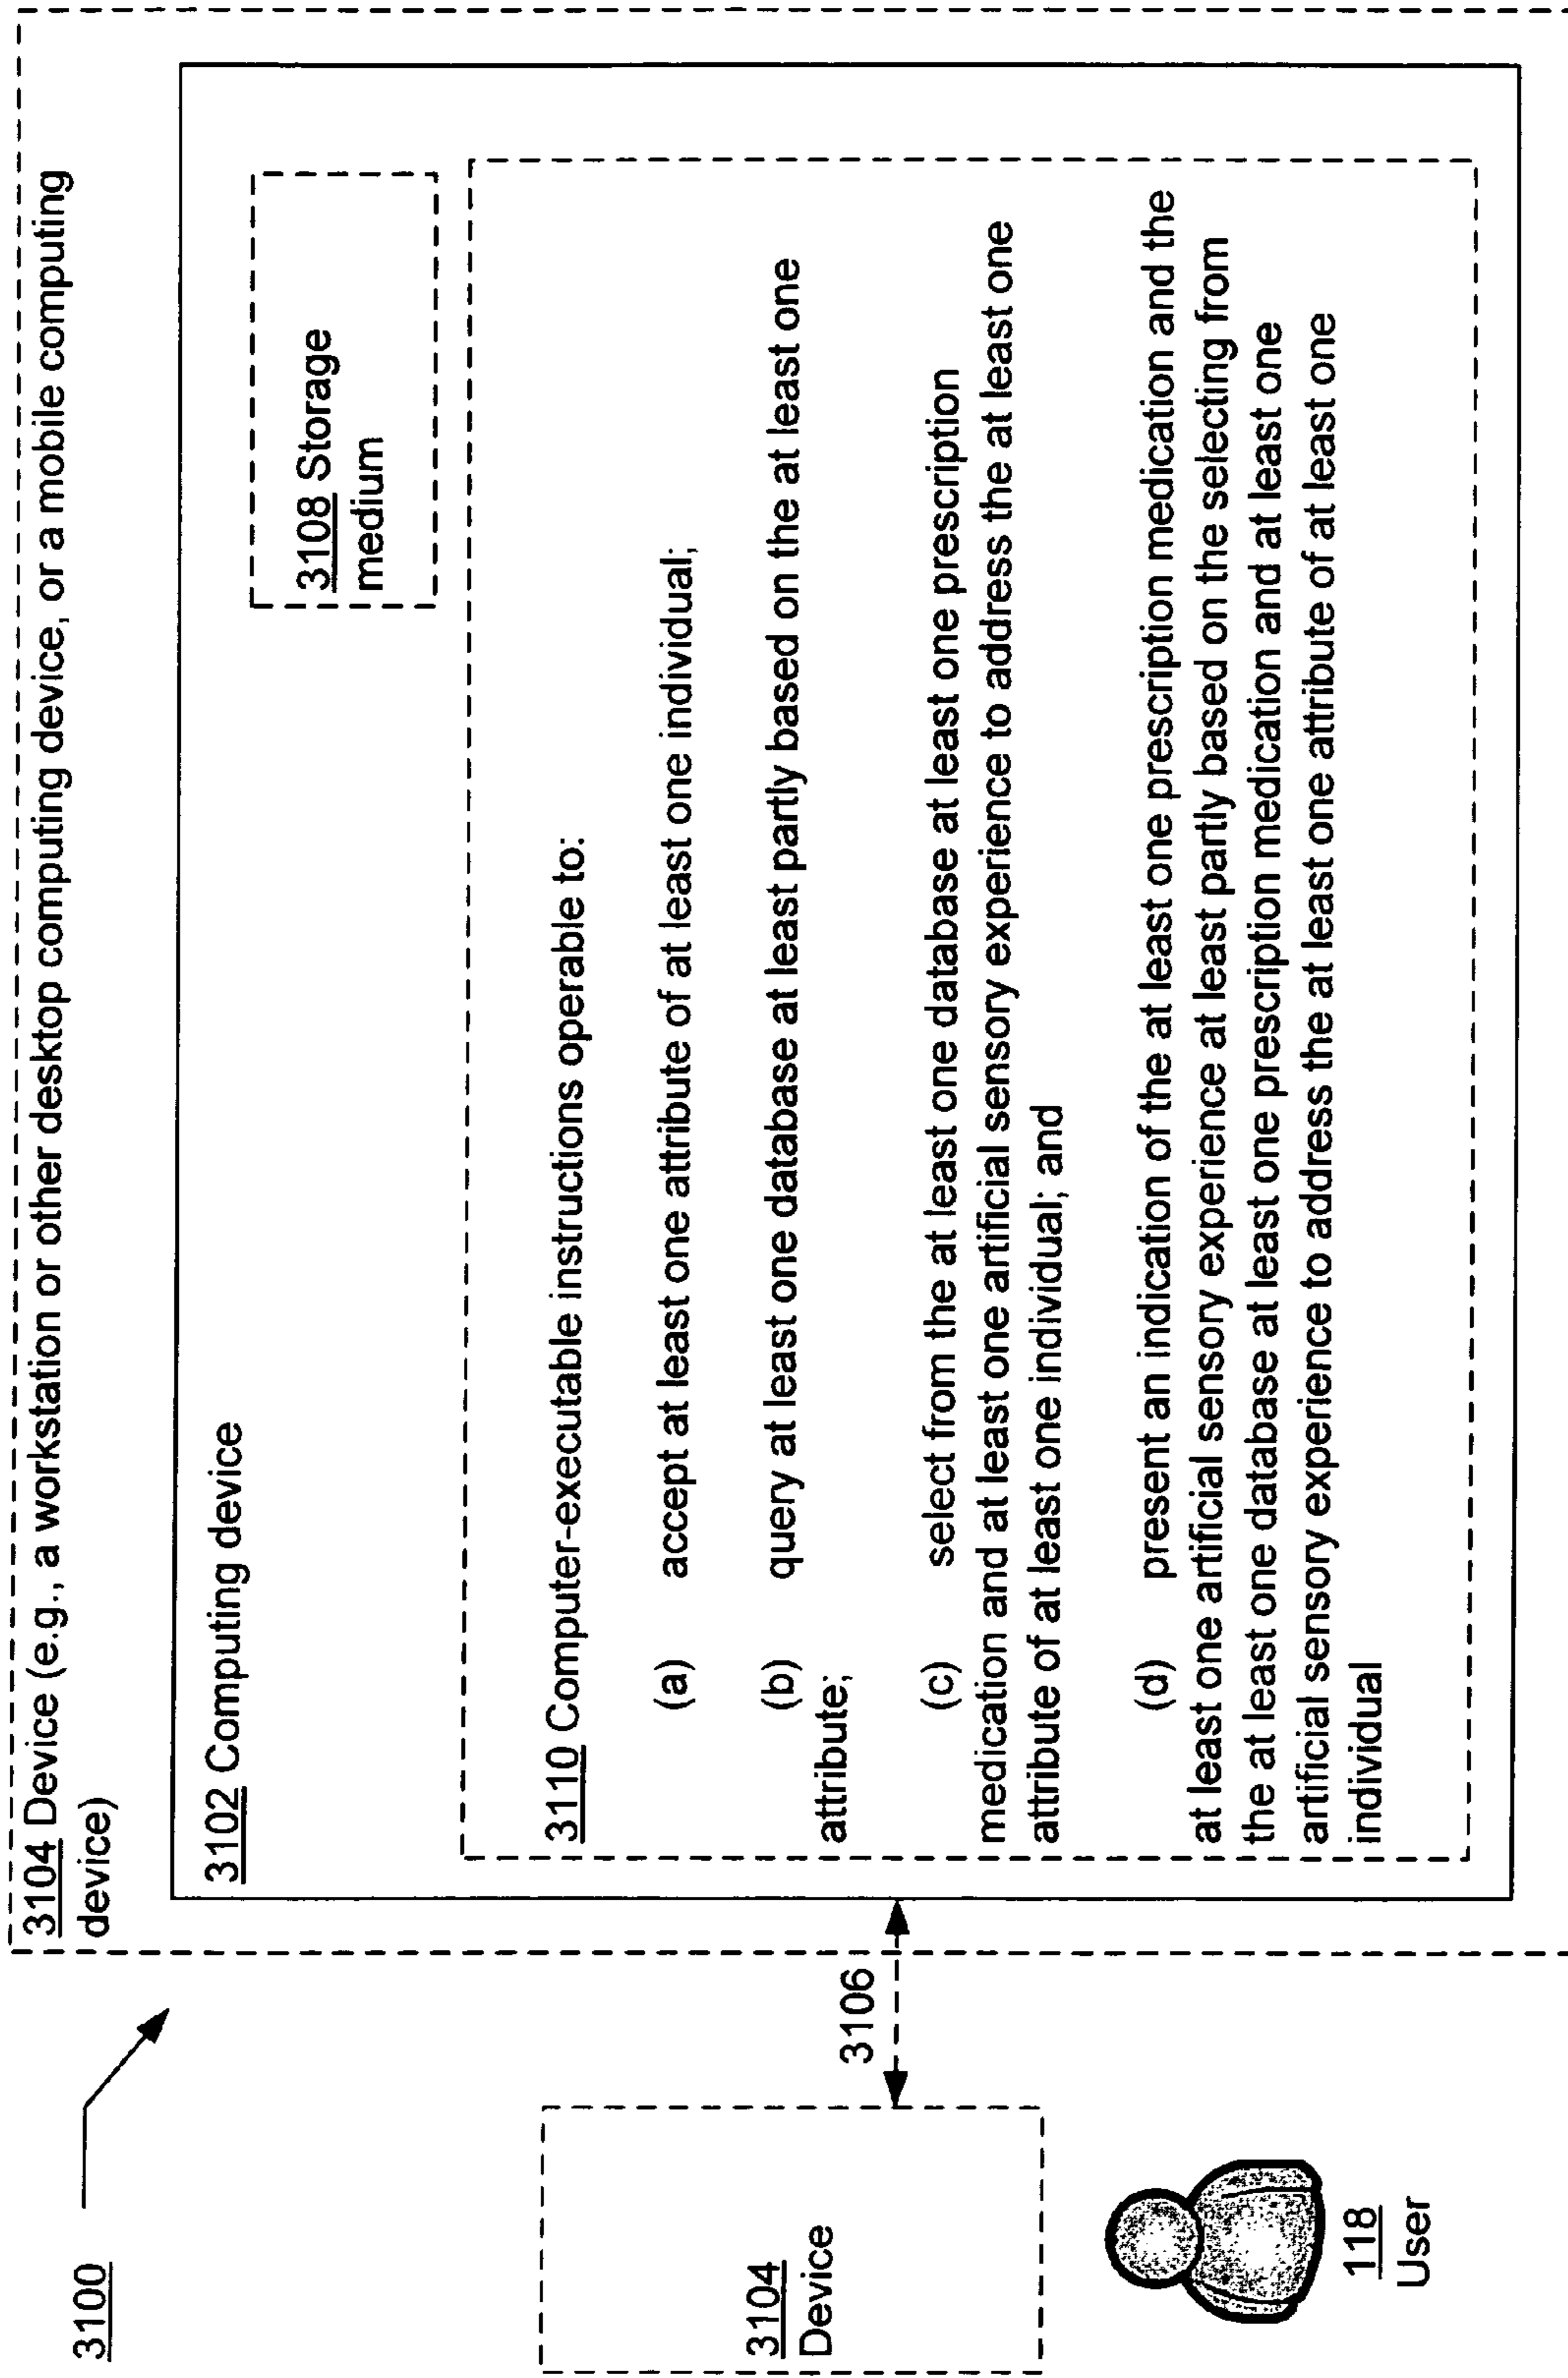 3100
3104 Device (e.g., a workstation or other desktop computing device, or a mobile computing
device)
3102 Computing device
3108 Storage
medium
3110 Computer-executable instructions operable to:
(a) accept at least one attribute of at least one individual;
(b) query at least one database at least partly based on the at least one
attribute;
(c) select from the at least one database at least one prescription
medication and at least one artificial sensory experience to address the at least one
attribute of at least one individual; and
(d) present an indication of the at least one prescription medication and the
at least one artificial sensory experience at least partly based on the selecting from
the at least one database at least one prescription medication and at least one
artificial sensory experience to address the at least one attribute of at least one
individual
3104
Device
3106
118
User